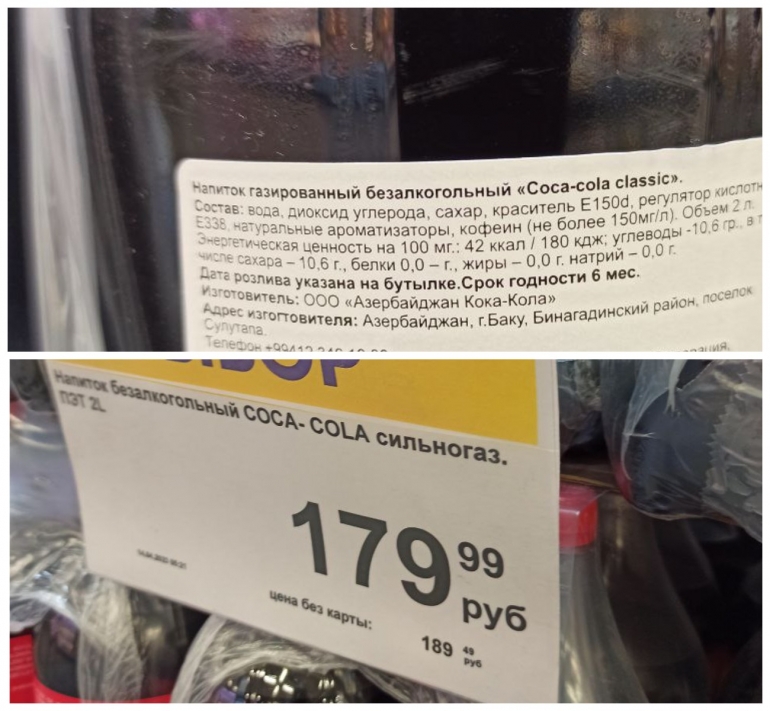 Напиток газированный безалкогольный «Coca-cola classic».
Состав: вода, диоксид углерода, сахар, краситель Е150d, регулятор кислотн
Е338, натуральные ароматизаторы, кофеин (не более 150мг/л). Объем 2 л.
Энергетическая ценность на 100 мг.: 42 ккал / 180 кдж; углеводы -10,6 гр., в т
числе сахара – 10,6 г., белки 0,0 – г., жиры – 0,0 г. натрий – 0,0 г.
Дата розлива указана на бутылке.Срок годности 6 мес.
Изготовитель: ООО «Азербайджан Кока-Кола»
Адрес изгогтовителя: Азербайджан, г.Баку, Бинагадинский район, поселок
Сулутапа.
Телефон
Напиток безалкогольный COCA- COLA сильногаз.
ПЭТ 2L
179 99
руб
цена без карты:
189 49
руб